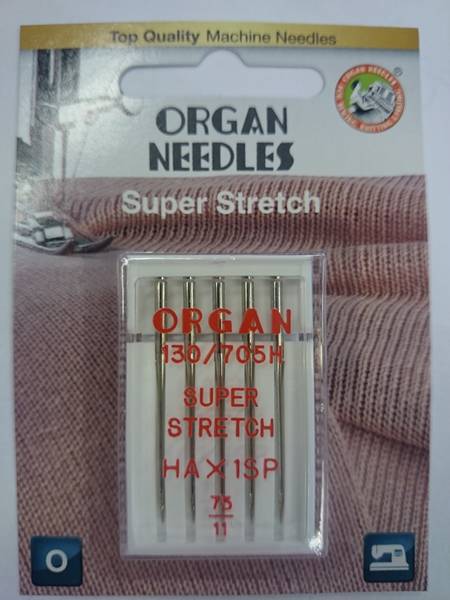 Top Quality Machine Needles
ORGAN
NEEDLES
®
Super Stretch
ORGAN
130/705H
SUPER
STRETCH
HA×1SP
75
11
O